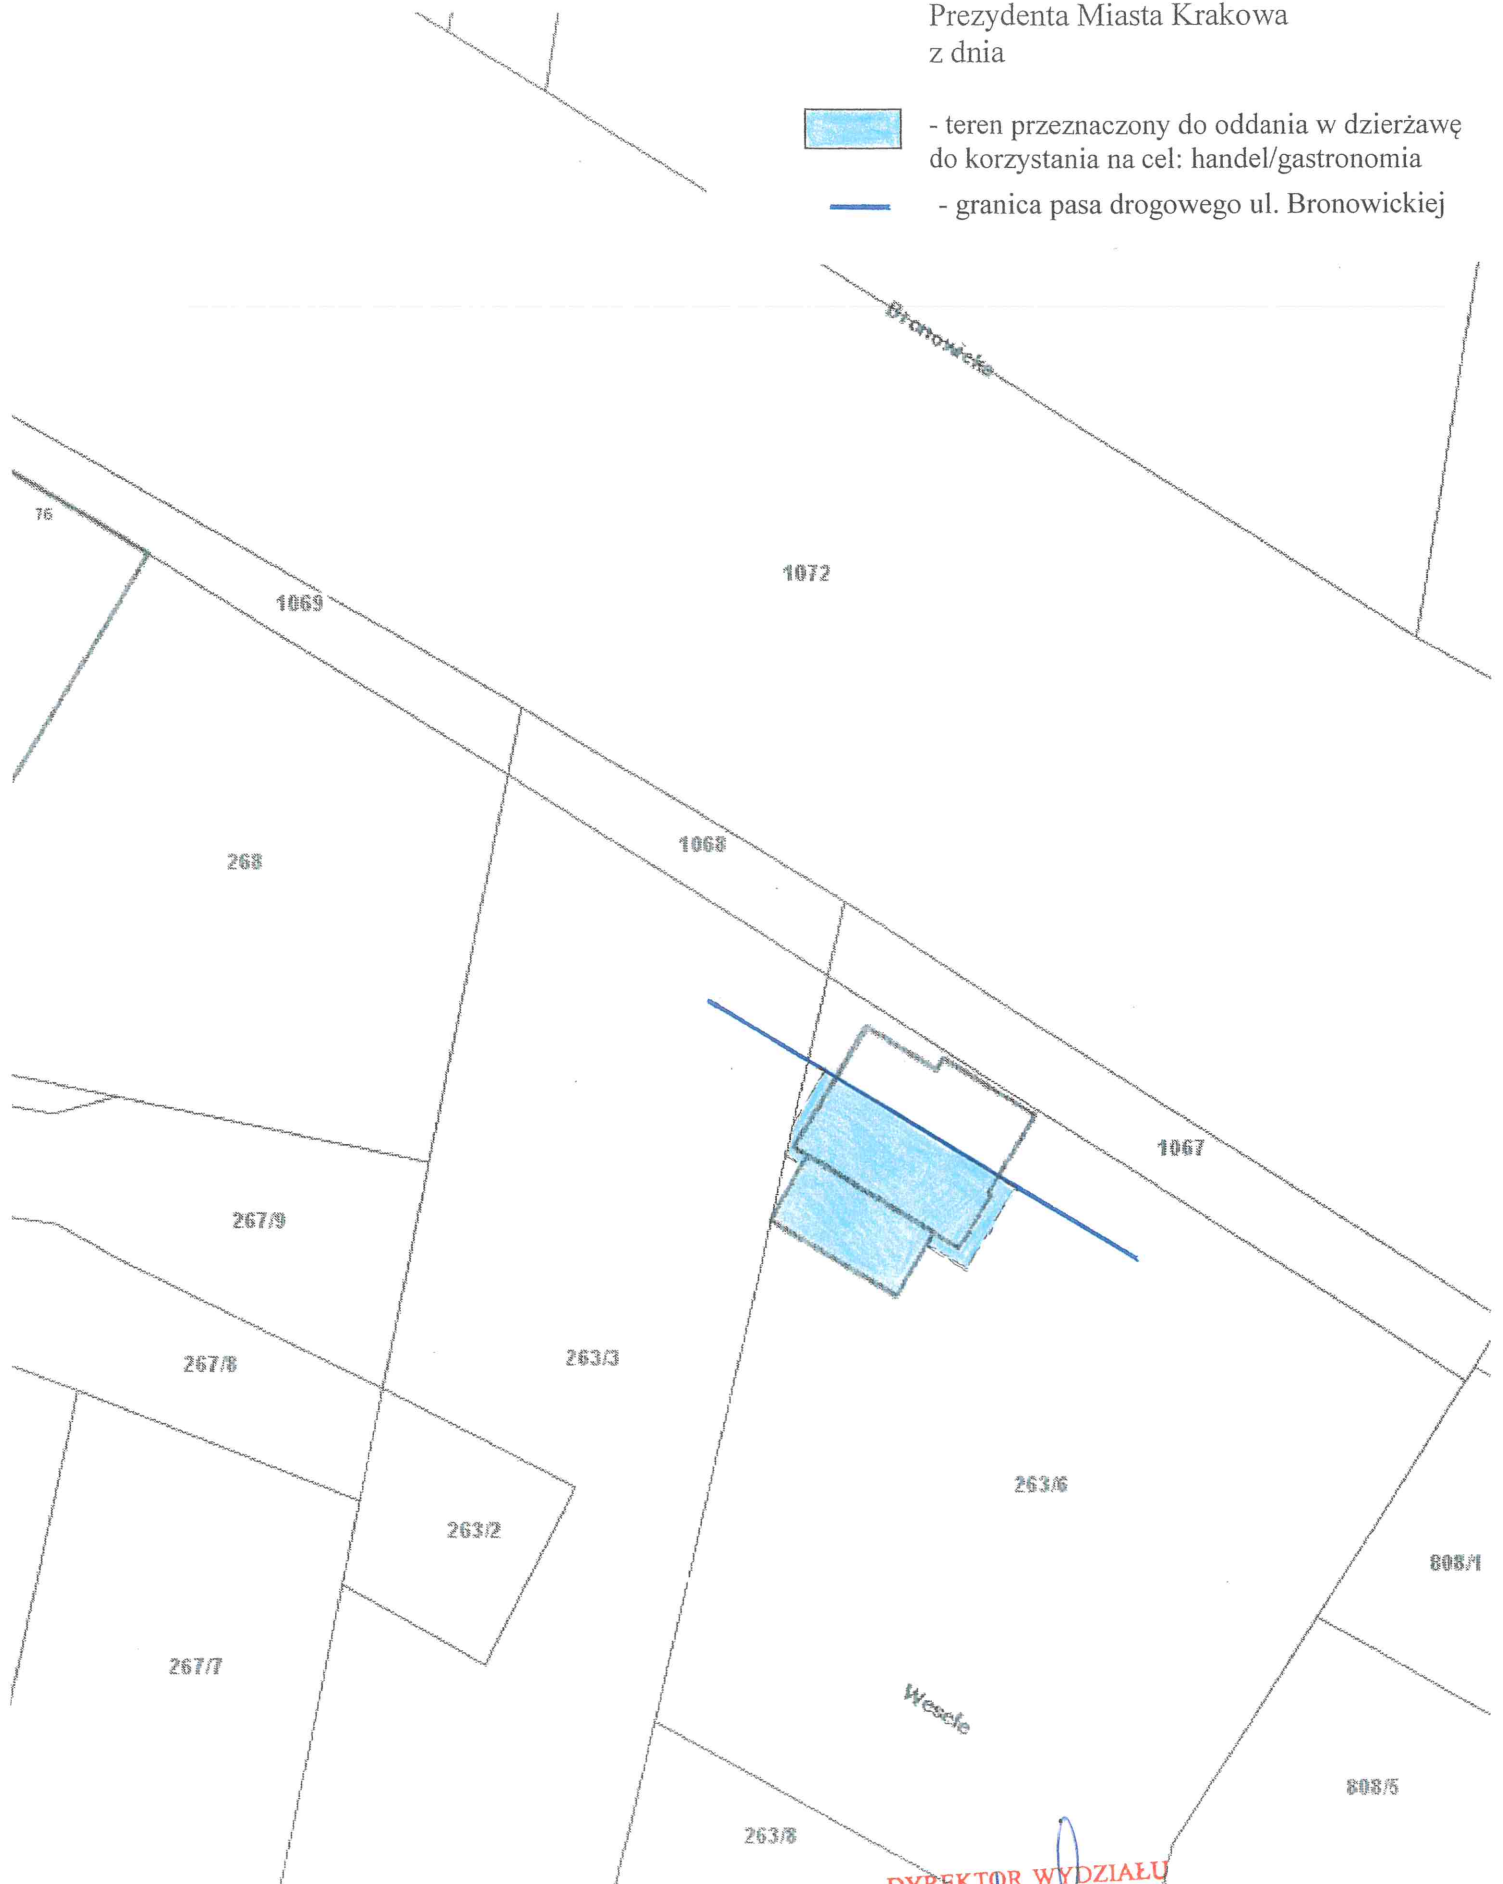 Prezydenta Miasta Krakowa
z dnia
- teren przeznaczony do oddania w dzierżawę
do korzystania na cel: handel/gastronomia
- granica pasa drogowego ul. Bronowickiej
Bronowicka
76
1072
1069
1068
268
1067
267/9
267/8
263/3
263/6
263/2
808/1
267/7
Wesele
808/5
263/8
DYREKTOR WYDZIAŁU